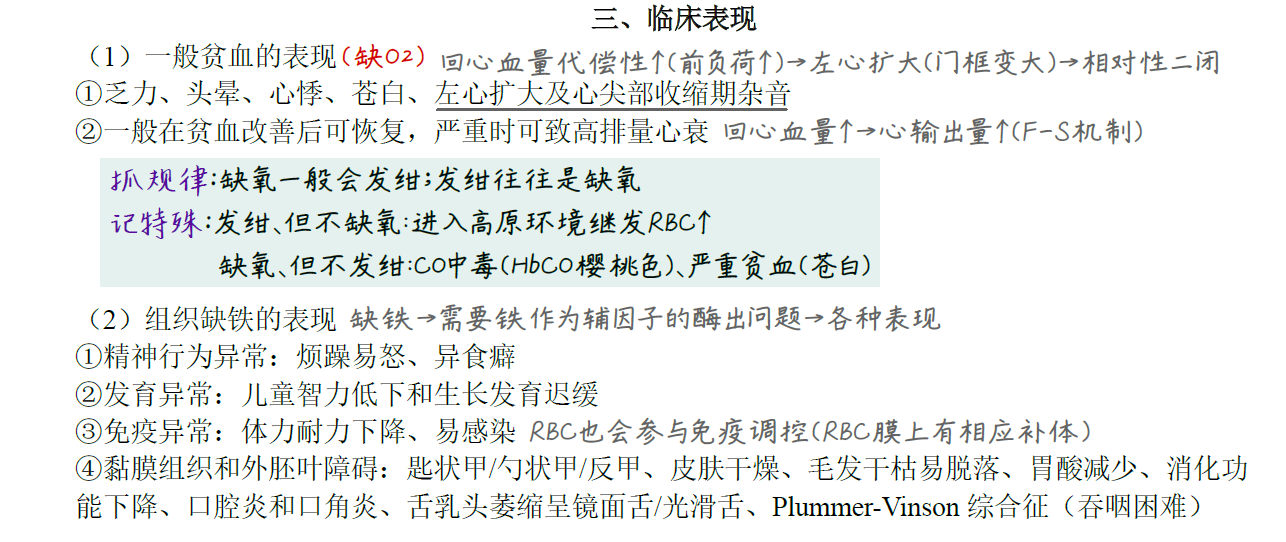 三、临床表现
（1）一般贫血的表现(缺O2) 回心血量代偿性↑(前负荷↑)→左心扩大(门框变大)→相对性二闭
①乏力、头晕、心悸、苍白、左心扩大及心尖部收缩期杂音
②一般在贫血改善后可恢复，严重时可致高排量心衰 回心血量↑→心输出量↑(F-S机制)
抓规律:缺氧一般会发绀;发绀往往是缺氧
记特殊:发绀、但不缺氧:进入高原环境继发RBC↑
缺氧、但不发绀:CO中毒(HbCO樱桃色)、严重贫血(苍白)
（2）组织缺铁的表现 缺铁→需要铁作为辅因子的酶出问题→各种表现
①精神行为异常：烦躁易怒、异食癖
②发育异常：儿童智力低下和生长发育迟缓
③免疫异常：体力耐力下降、易感染 RBC也会参与免疫调控(RBC膜上有相应补体)
④黏膜组织和外胚叶障碍：匙状甲/勺状甲/反甲、皮肤干燥、毛发干枯易脱落、胃酸减少、消化功
能下降、口腔炎和口角炎、舌乳头萎缩呈镜面舌/光滑舌、Plummer-Vinson 综合征（吞咽困难）